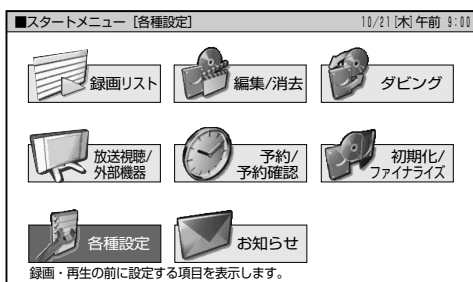 ■スタートメニュー [各種設定] 10/21[木]午前 9:00
録画リスト 編集/消去 ダビング
放送視聴/
外部機器
予約/
予約確認
初期化/
ファイナライズ
各種設定 お知らせ
録画・再生の前に設定する項目を表示します。